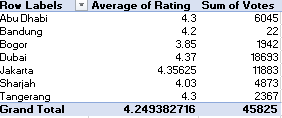 Row Labels Average of Rating Sum of Votes
Abu Dhabi 4.3 6045
Bandung 4.2 22
Bogor 3.85 1942
Dubai 4.37 18693
Jakarta 4.35625 11883
Sharjah 4.03 4873
Tangerang 4.3 2367
Grand Total 4.249382716 45825